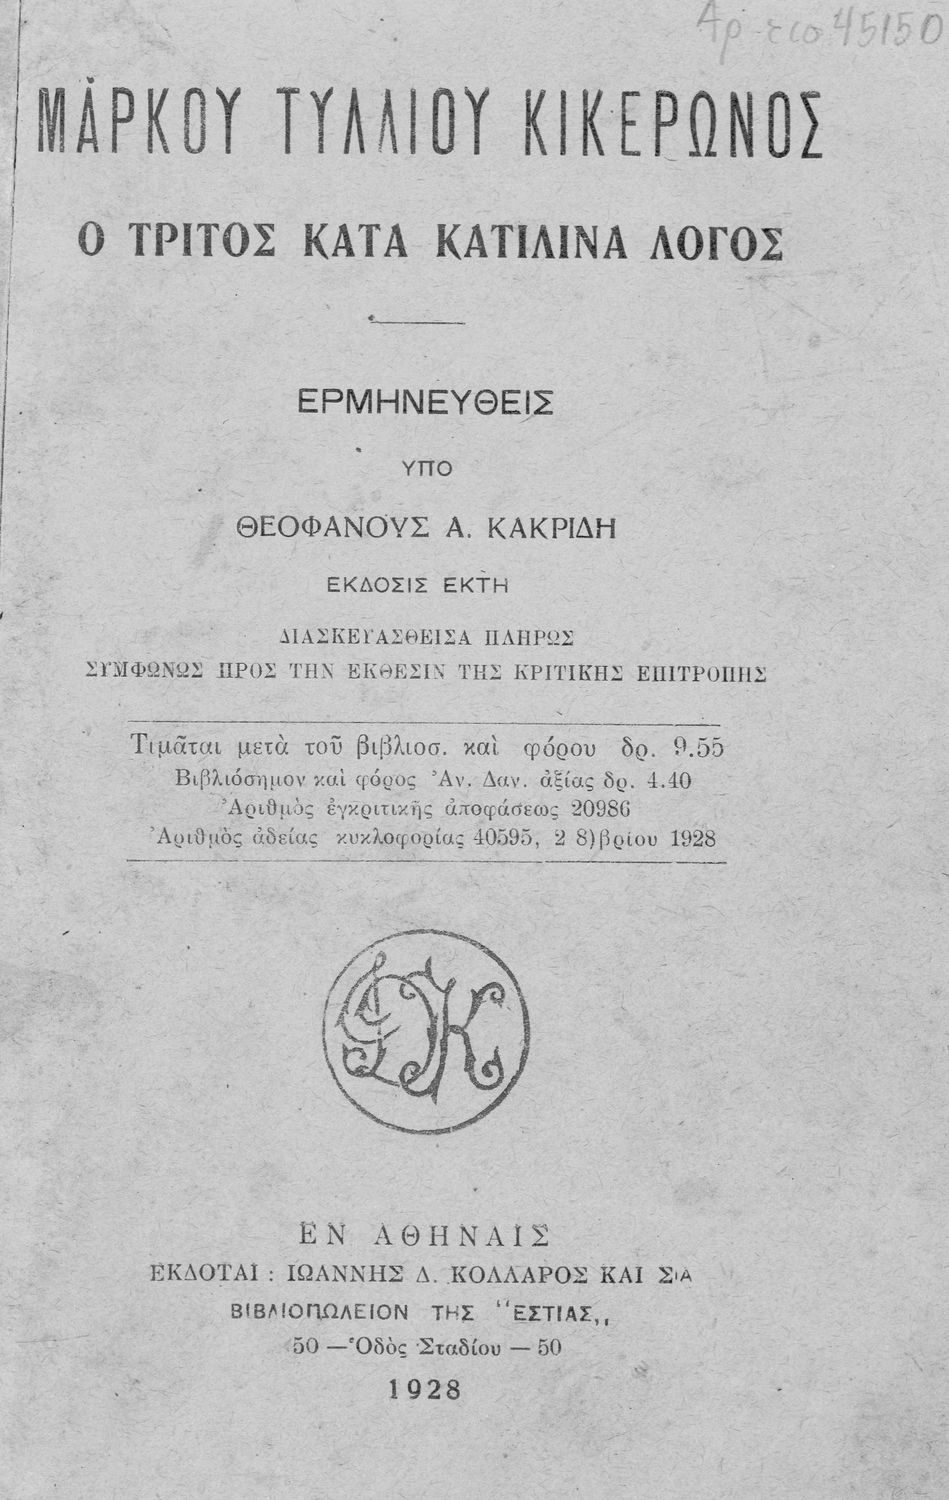 Αρ. εισ. 45150
ΜΑΡΚΟΥ ΤΥΛΛΙΟΥ ΚΙΚΕΡΩΝΟΣ
Ο ΤΡΙΤΟΣ ΚΑΤΑ ΚΑΤΙΛΙΝΑ ΛΟΓΟΣ
ΕΡΜΗΝΕΥΘΕΙΣ
ΥΠΟ
ΘΕΟΦΑΝΟΥΣ Α. ΚΑΚΡΙΔΗ
ΕΚΔΟΣΙΣ ΕΚΤΗ
ΔΙΑΣΚΕΥΑΣΘΕΙΣΑ ΠΛΗΡΩΣ
ΣΥΜΦΩΝΩΣ ΠΡΟΣ ΤΗΝ ΕΚΘΕΣΙΝ ΤΗΣ ΚΡΙΤΙΚΗΣ ΕΠΙΤΡΟΠΗΣ
Τιμᾶται μετὰ τοῦ βιβλιοσ. καὶ φόρου δρ. 9.55
Βιβλιόσημον καὶ φόρος Ἀν. Δαν. ἀξίας δρ. 4.40
Ἀριθμὸς ἐγκριτικῆς ἀποφάσεως 20986
Ἀριθμὸς ἀδείας κυκλοφορίας 40595, 2 8)βρίου 1928
ΙΔΚ
ΕΝ ΑΘΗΝΑΙΣ
ΕΚΔΟΤΑΙ : ΙΩΑΝΝΗΣ Δ. ΚΟΛΛΑΡΟΣ ΚΑΙ ΣΙΑ
ΒΙΒΛΙΟΠΩΛΕΙΟΝ ΤΗΣ "ΕΣΤΙΑΣ,,
50 — Ὁδὸς Σταδίου — 50
1928